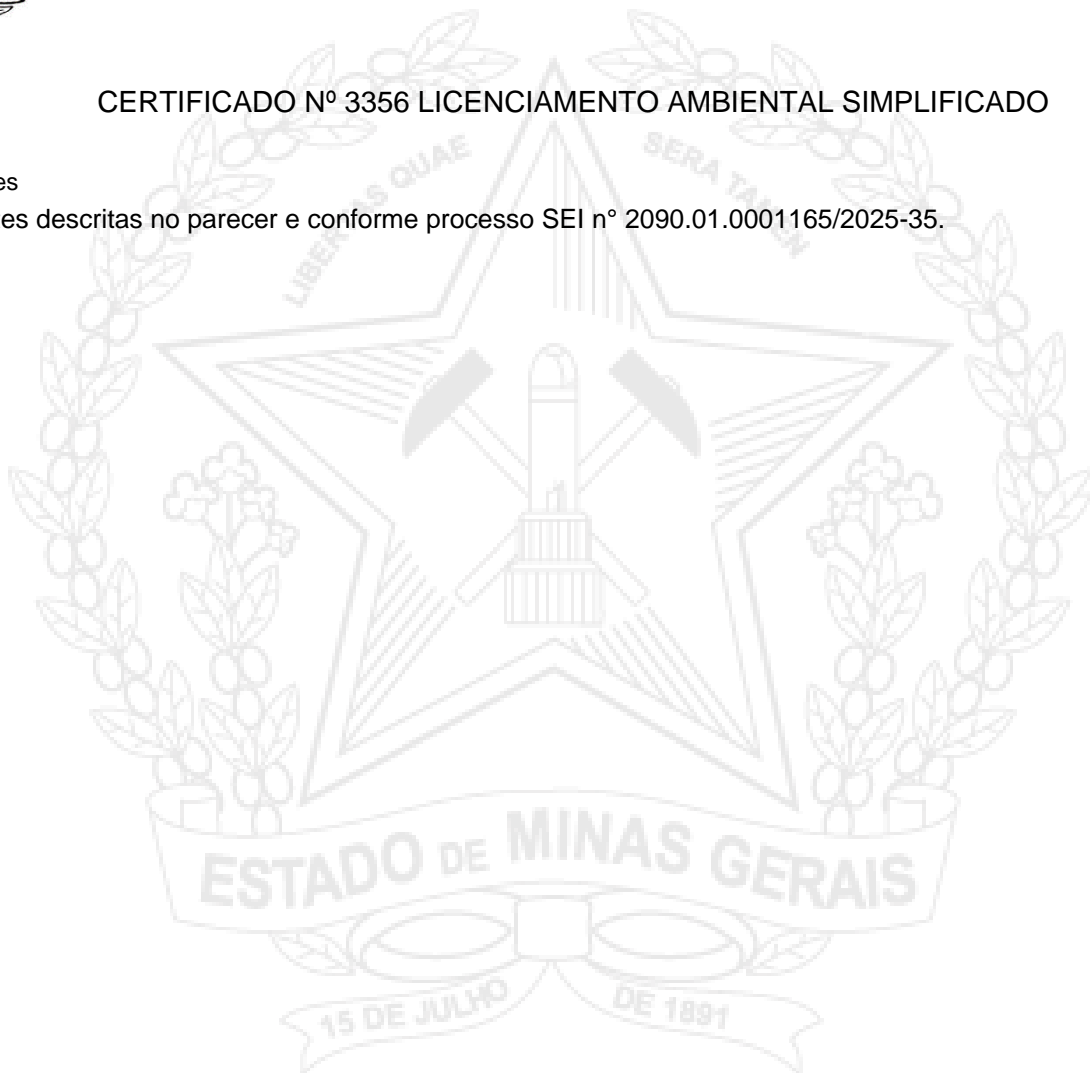 CERTIFICADO Nº 3356 LICENCIAMENTO AMBIENTAL SIMPLIFICADO
es
es descritas no parecer e conforme processo SEI n° 2090.01.0001165/2025-35.
LIBERTAS QUAE SERA TAMEN
ESTADO DE MINAS GERAIS
15 DE JULHO DE 1891